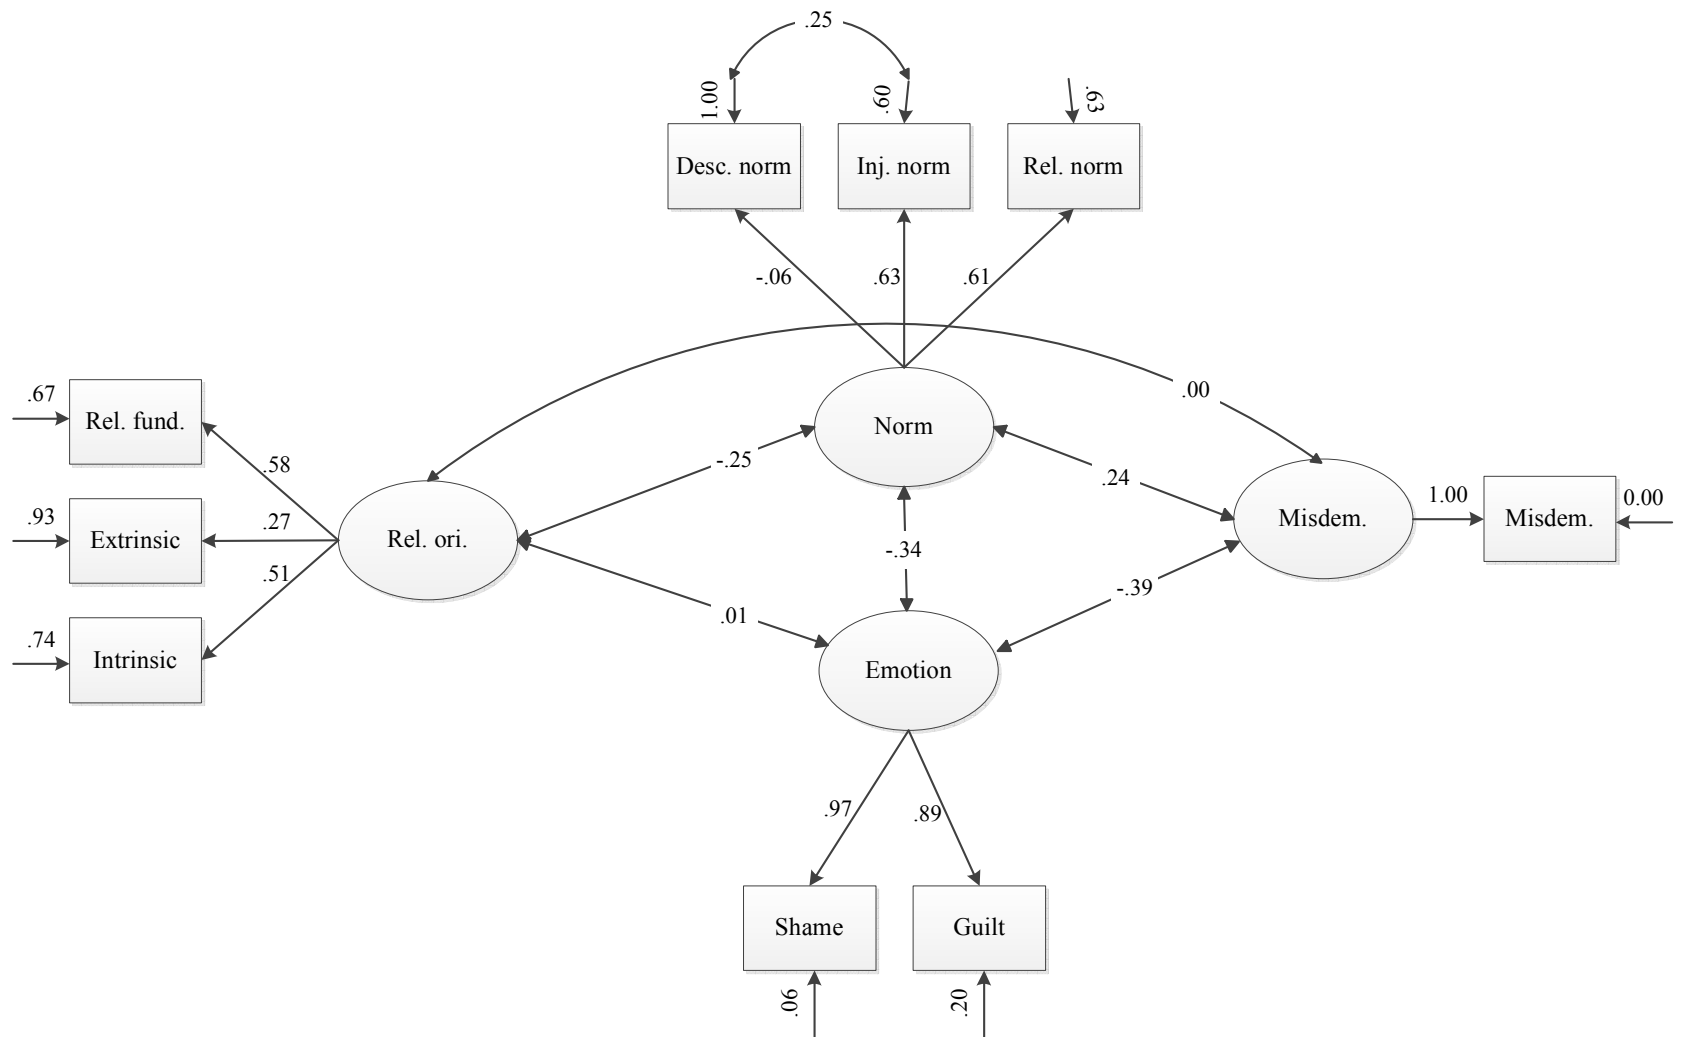 .25
1.00
.60
.63
Desc. norm
Inj. norm
Rel. norm
-.06
.63
.61
.00
.67
Rel. fund.
.58
Norm
-.25
.24
.93
Extrinsic
.27
Rel. ori.
Misdem.
1.00
Misdem.
0.00
-.34
.51
.74
Intrinsic
.01
-.39
Emotion
.97
.89
Shame
Guilt
.06
.20